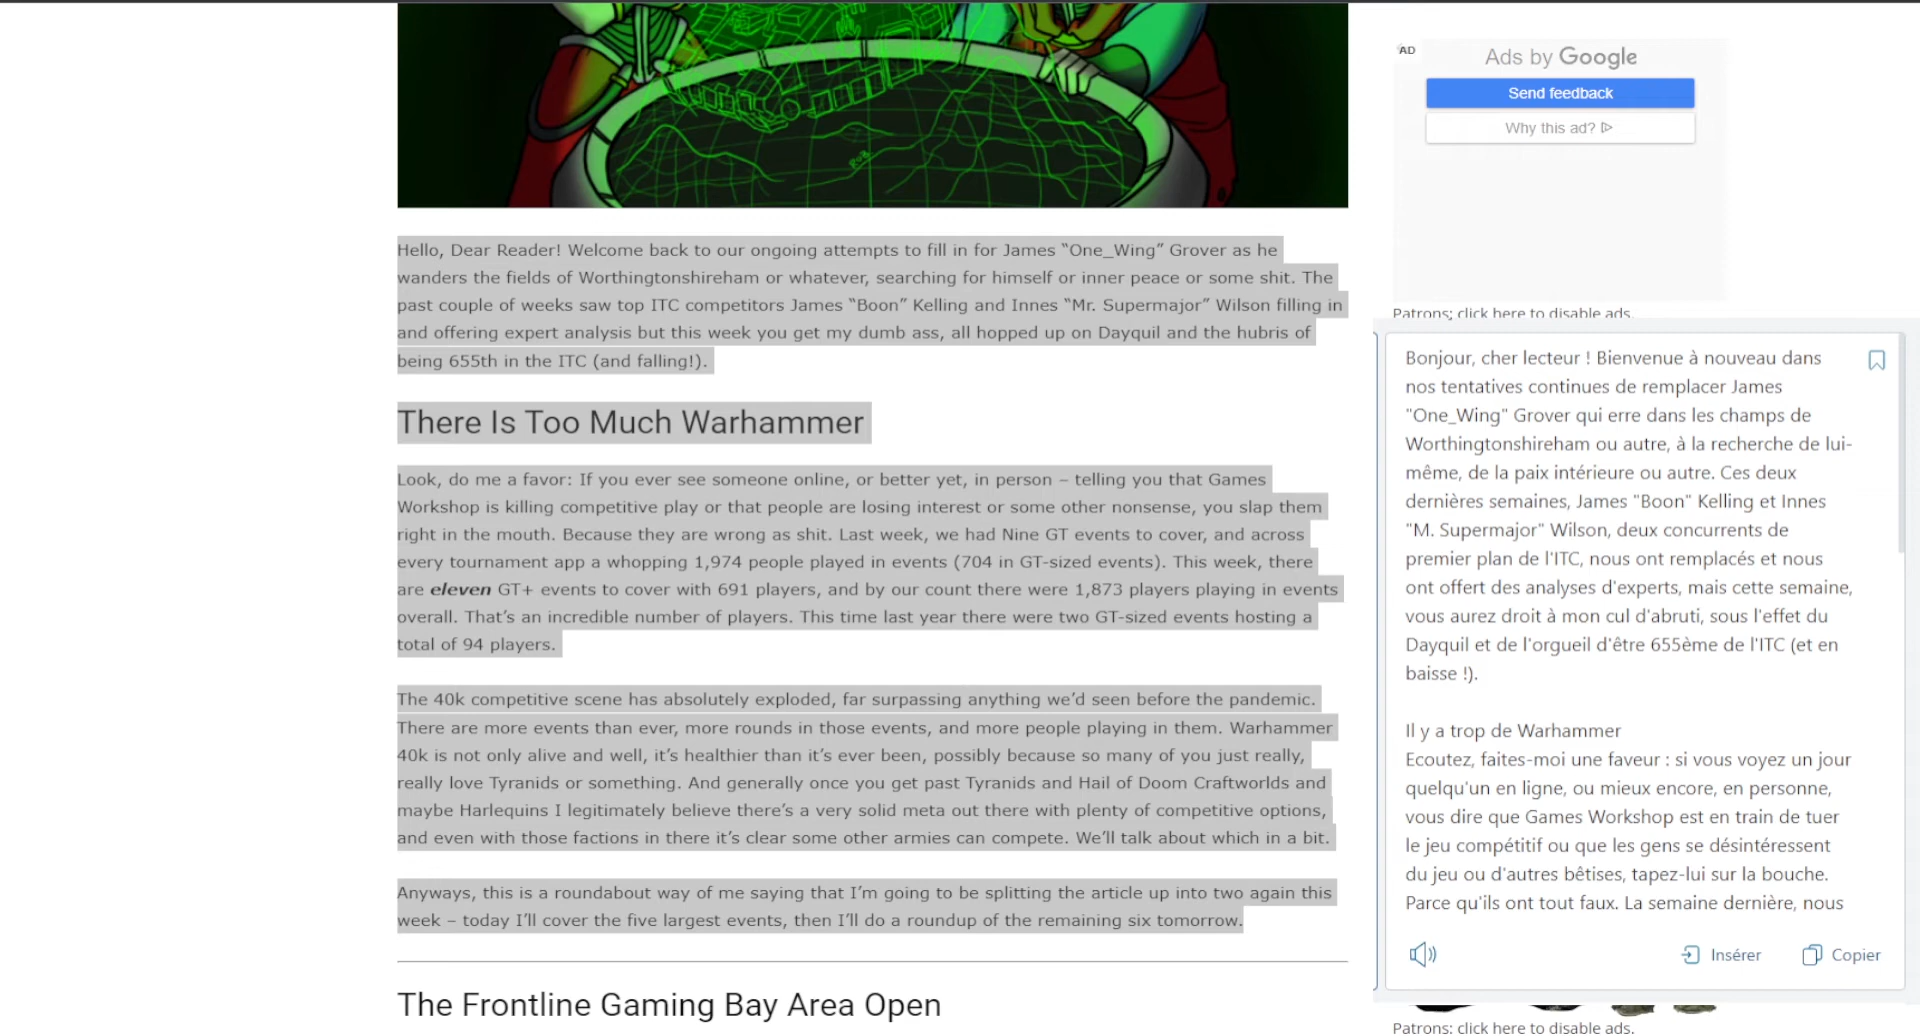 AD
Ads by Google
Send feedback
Why this ad?
Patrons: click here to disable ads.
Hello, Dear Reader! Welcome back to our ongoing attempts to fill in for James “One_Wing” Grover as he
wanders the fields of Worthingtonshireham or whatever, searching for himself or inner peace or some shit. The
past couple of weeks saw top ITC competitors James “Boon” Kelling and Innes “Mr. Supermajor” Wilson filling in
and offering expert analysis but this week you get my dumb ass, all hopped up on Dayquil and the hubris of
being 655th in the ITC (and falling!).
There Is Too Much Warhammer
Look, do me a favor: If you ever see someone online, or better yet, in person – telling you that Games
Workshop is killing competitive play or that people are losing interest or some other nonsense, you slap them
right in the mouth. Because they are wrong as shit. Last week, we had Nine GT events to cover, and across
every tournament app a whopping 1,974 people played in events (704 in GT-sized events). This week, there
are eleven GT+ events to cover with 691 players, and by our count there were 1,873 players playing in events
overall. That’s an incredible number of players. This time last year there were two GT-sized events hosting a
total of 94 players.
The 40k competitive scene has absolutely exploded, far surpassing anything we’d seen before the pandemic.
There are more events than ever, more rounds in those events, and more people playing in them. Warhammer
40k is not only alive and well, it’s healthier than it’s ever been, possibly because so many of you just really,
really love Tyranids or something. And generally once you get past Tyranids and Hail of Doom Craftworlds and
maybe Harlequins I legitimately believe there’s a very solid meta out there with plenty of competitive options,
and even with those factions in there it’s clear some other armies can compete. We’ll talk about which in a bit.
Anyways, this is a roundabout way of me saying that I’m going to be splitting the article up into two again this
week – today I’ll cover the five largest events, then I’ll do a roundup of the remaining six tomorrow.
The Frontline Gaming Bay Area Open
Bonjour, cher lecteur ! Bienvenue à nouveau dans
nos tentatives continues de remplacer James
"One_Wing" Grover qui erre dans les champs de
Worthingtonshireham ou autre, à la recherche de lui-
même, de la paix intérieure ou autre. Ces deux
dernières semaines, James "Boon" Kelling et Innes
"M. Supermajor" Wilson, deux concurrents de
premier plan de l'ITC, nous ont remplacés et nous
ont offert des analyses d'experts, mais cette semaine,
vous aurez droit à mon cul d'abruti, sous l'effet du
Dayquil et de l'orgueil d'être 655ème de l'ITC (et en
baisse !).
Il y a trop de Warhammer
Ecoutez, faites-moi une faveur : si vous voyez un jour
quelqu'un en ligne, ou mieux encore, en personne,
vous dire que Games Workshop est en train de tuer
le jeu compétitif ou que les gens se désintéressent
du jeu ou d'autres bêtises, tapez-lui sur la bouche.
Parce qu'ils ont tout faux. La semaine dernière, nous
Insérer
Copier
Patrons: click here to disable ads.